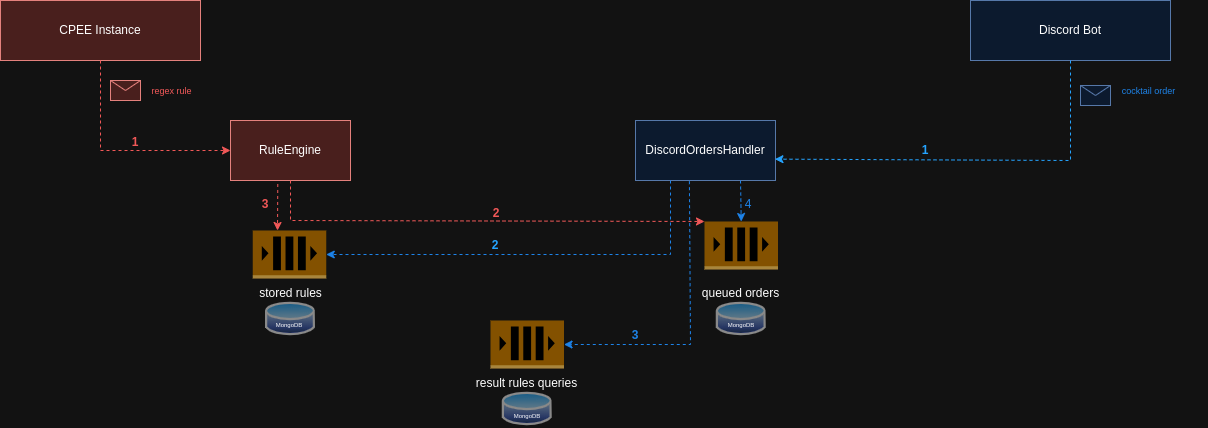 CPEE Instance
Discord Bot
regex rule
cocktail order
1
RuleEngine
DiscordOrdersHandler
1
3
4
2
2
stored rules
queued orders
MongoDB
MongoDB
3
result rules queries
MongoDB